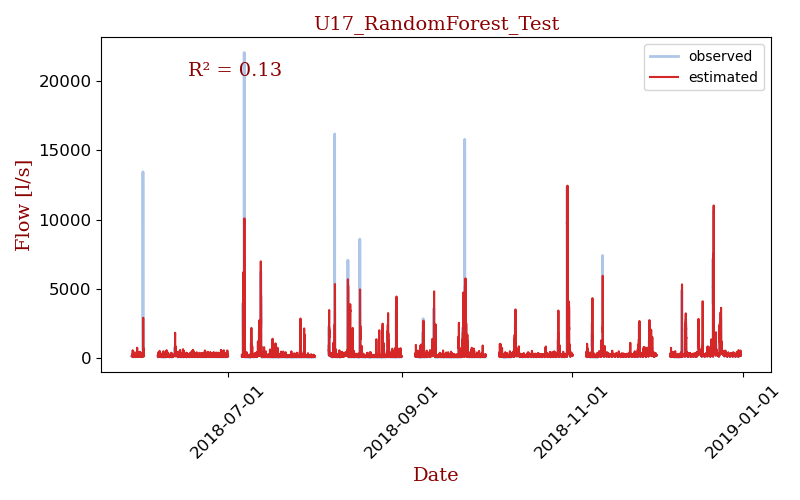 U17_RandomForest_Test
R² = 0.13
observed
estimated
Flow [l/s]
20000
15000
10000
5000
0
2018-07-01
2018-09-01
2018-11-01
2019-01-01
Date